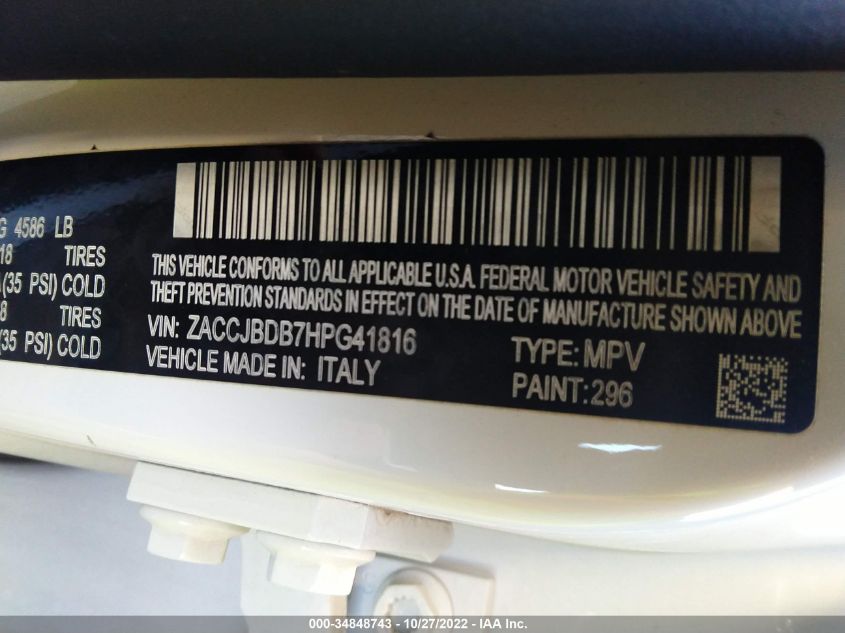 G 4586 LB
18 TIRES
(35 PSI) COLD
8 TIRES
(35 PSI) COLD
THIS VEHICLE CONFORMS TO ALL APPLICABLE U.S.A. FEDERAL MOTOR VEHICLE SAFETY AND
THEFT PREVENTION STANDARDS IN EFFECT ON THE DATE OF MANUFACTURE SHOWN ABOVE
VIN: ZACCJBDB7HPG41816
TYPE: MPV
VEHICLE MADE IN: ITALY
PAINT:296
000-34848743 - 10/27/2022 - IAA Inc.